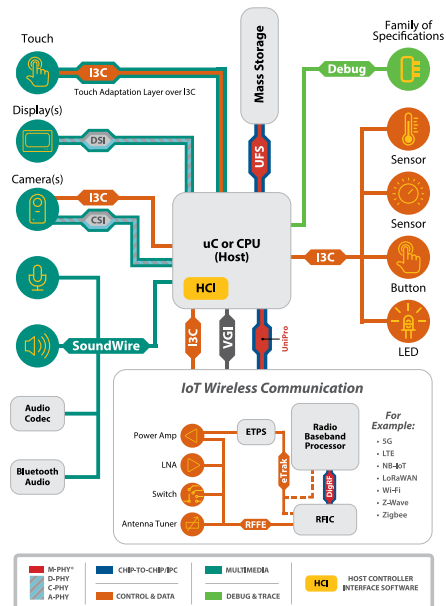 Touch
I3C
Touch Adaptation Layer over I3C
Mass Storage
Family of
Specifications
Debug
Display(s)
DSI
UFS
Sensor
Camera(s)
I3C
CSI
uC or CPU
(Host)
HCI
I3C
Sensor
Button
LED
SoundWire
I3C
VGI
UniPro
Audio
Codec
Bluetooth
Audio
IoT Wireless Communication
Power Amp
ETPS
Radio
Baseband
Processor
For
Example:
• 5G
• LTE
• NB-IoT
• LoRaWAN
• Wi-Fi
• Z-Wave
• Zigbee
LNA
eTrak
Switch
DigRF
Antenna Tuner
RFFE
RFIC
M-PHY®
D-PHY
C-PHY
A-PHY
CHIP-TO-CHIP/IPC
CONTROL & DATA
MULTIMEDIA
DEBUG & TRACE
HCI
HOST CONTROLLER
INTERFACE SOFTWARE